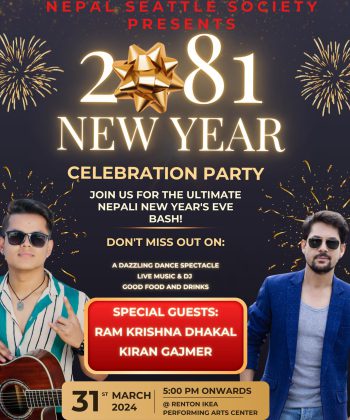 NEPAL SEATTLE SOCIETY
PRESENTS
2081
NEW YEAR
CELEBRATION PARTY
JOIN US FOR THE ULTIMATE
NEPALI NEW YEAR'S EVE
BASH!
DON'T MISS OUT ON:
A DAZZLING DANCE SPECTACLE
LIVE MUSIC & DJ
GOOD FOOD AND DRINKS
SPECIAL GUESTS:
RAM KRISHNA DHAKAL
KIRAN GAJMER
31ST MARCH
2024
5:00 PM ONWARDS
@ RENTON IKEA
PERFORMING ARTS CENTER